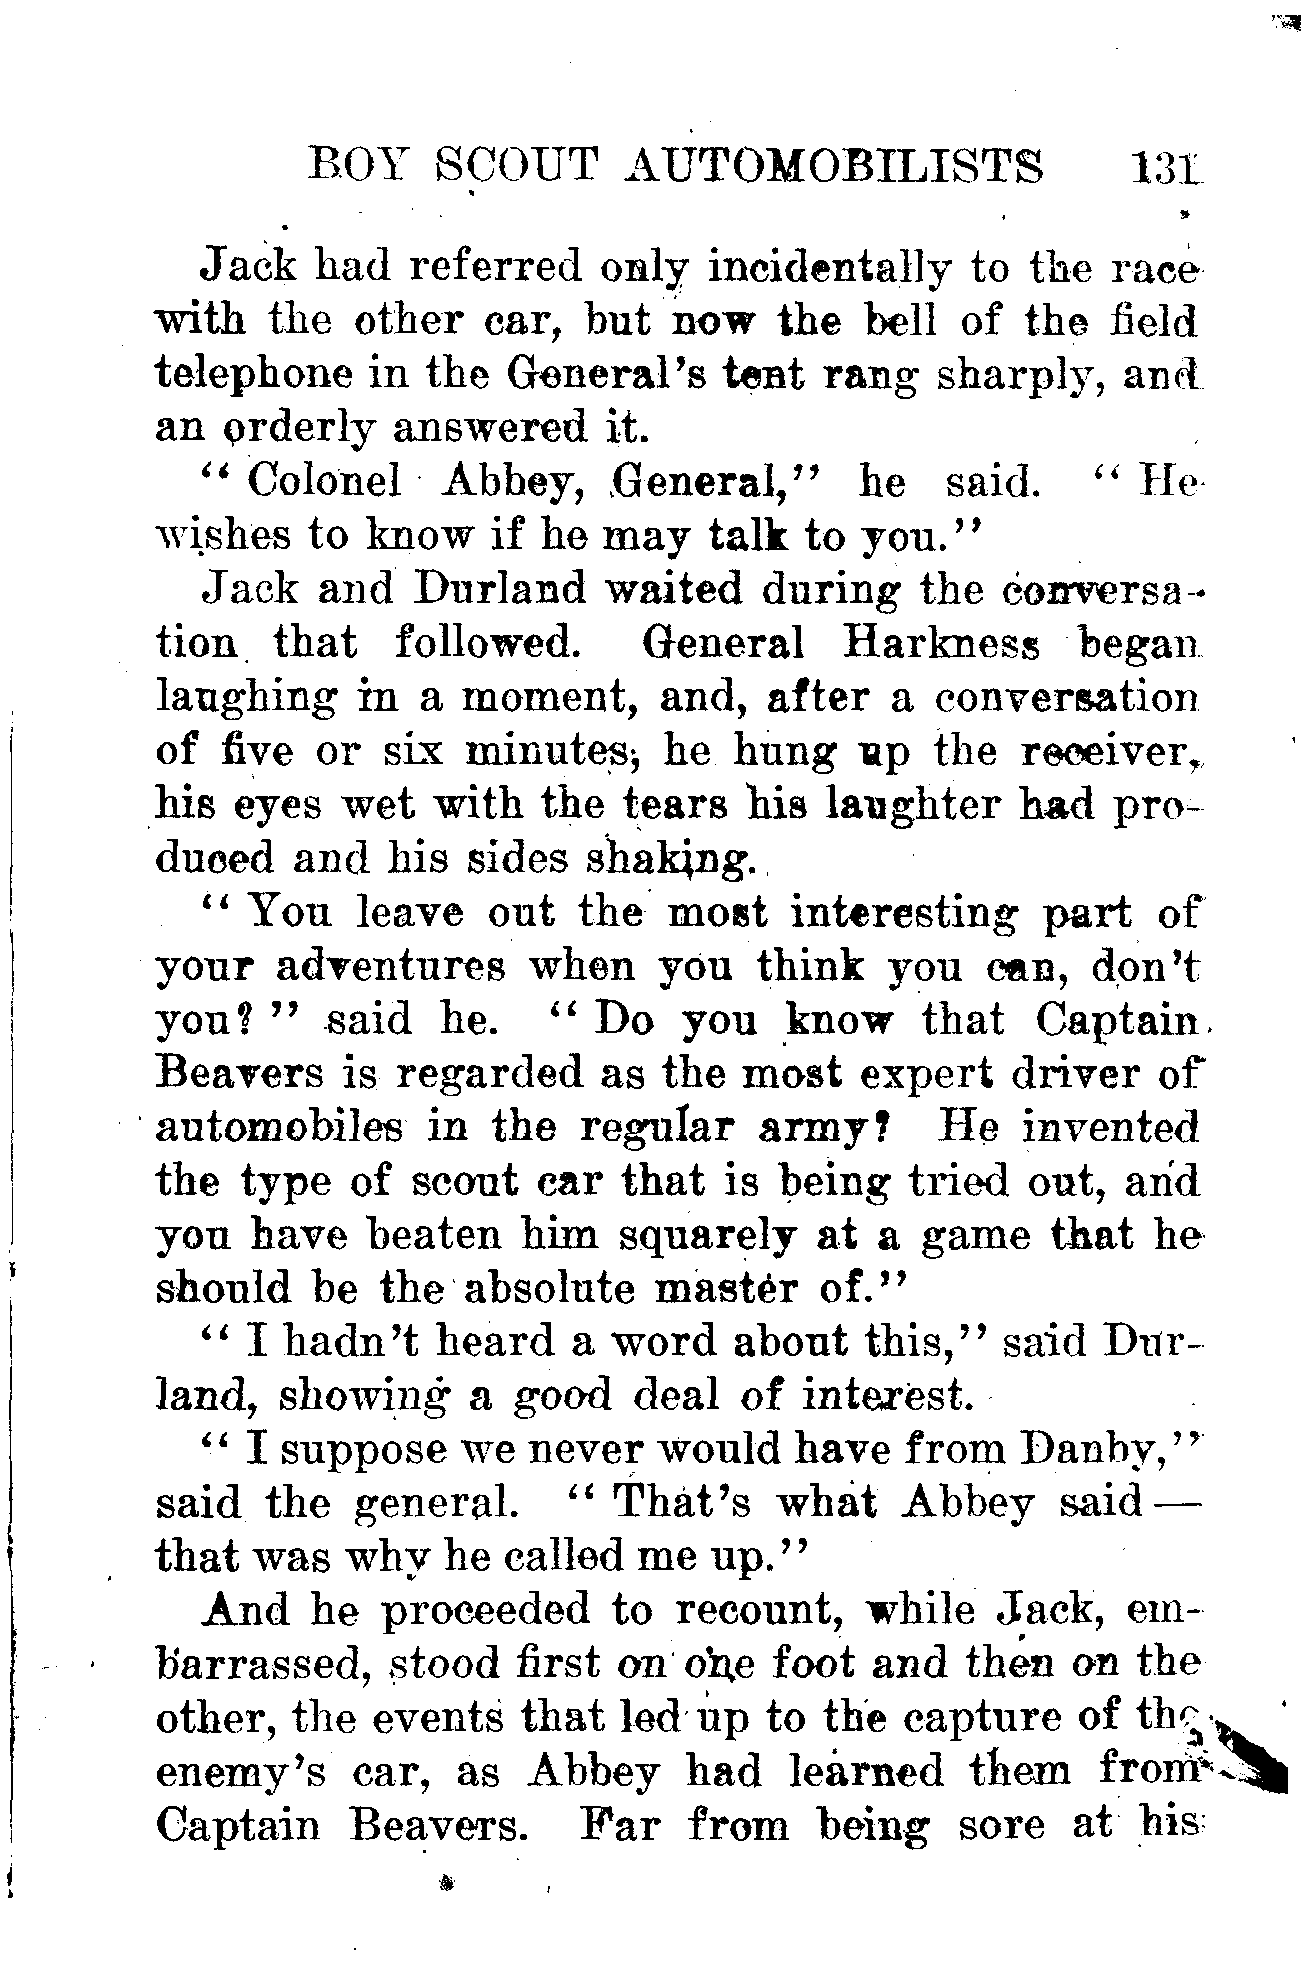 BOY SCOUT AUTOMOBILISTS 131
Jack had referred only incidentally to the race
with the other car, but now the bell of the field
telephone in the General's tent rang sharply, and
an orderly answered it.
"Colonel Abbey, General," he said. "He
wishes to know if he may talk to you."
Jack and Durland waited during the conversa-
tion that followed. General Harkness began
laughing in a moment, and, after a conversation
of five or six minutes, he hung up the receiver,
his eyes wet with the tears his laughter had pro-
duced and his sides shaking.
"You leave out the most interesting part of
your adventures when you think you can, don't
you?" said he. "Do you know that Captain
Beavers is regarded as the most expert driver of
automobiles in the regular army? He invented
the type of scout car that is being tried out, and
you have beaten him squarely at a game that he
should be the absolute master of."
"I hadn't heard a word about this," said Dur-
land, showing a good deal of interest.
"I suppose we never would have from Danby,"
said the general. "That's what Abbey said—
that was why he called me up."
And he proceeded to recount, while Jack, em-
barrassed, stood first on one foot and then on the
other, the events that led up to the capture of the
enemy's car, as Abbey had learned them from
Captain Beavers. Far from being sore at his